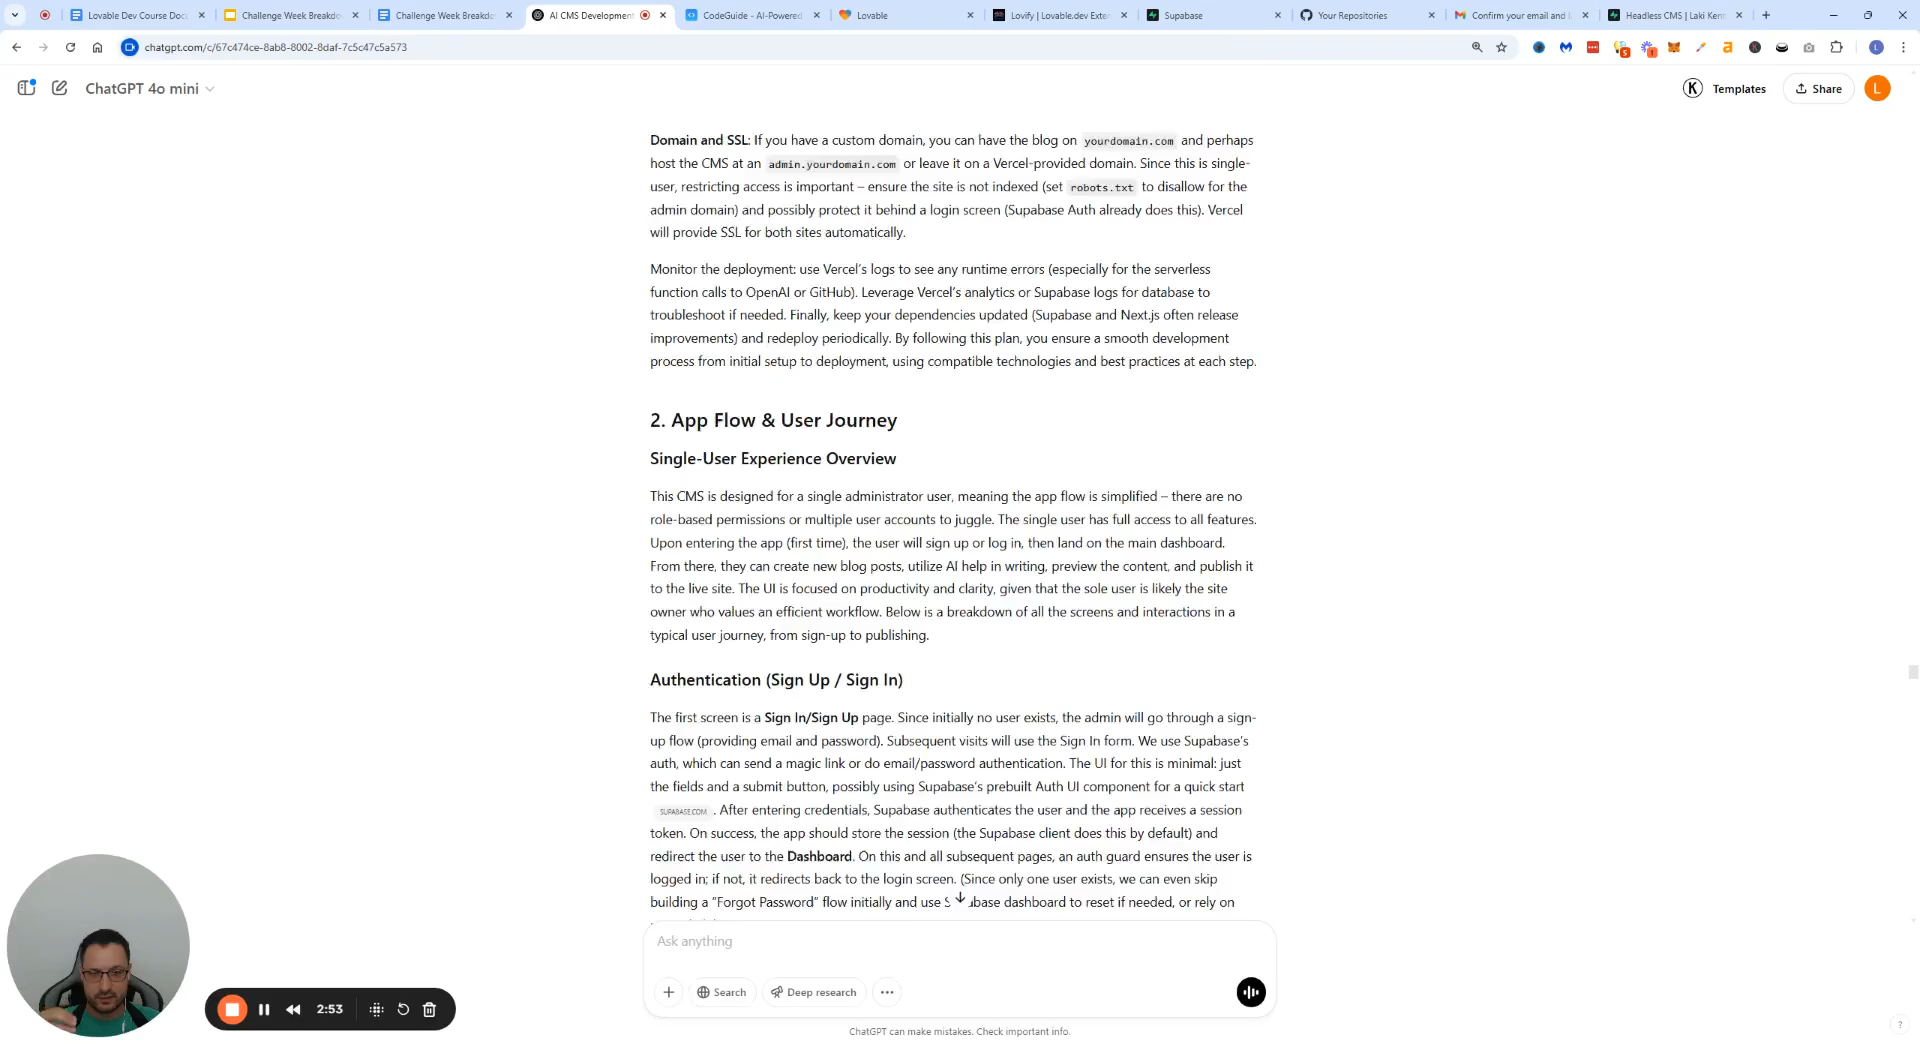 Lovable Dev Course Docu
Challenge Week Breakdo
Challenge Week Breakdo
AI CMS Development
CodeGuide - AI-Powered
Lovable
Lovify | Lovable.dev Exten
Supabase
Your Repositories
Confirm your email and
Headless CMS | Laki Kent
chatgpt.com/c/67c474ce-8ab8-8002-8daf-7c5c47c5a573
ChatGPT 4o mini
Templates
Share
L
Domain and SSL: If you have a custom domain, you can have the blog on yourdomain.com and perhaps
host the CMS at an admin.yourdomain.com or leave it on a Vercel-provided domain. Since this is single-
user, restricting access is important – ensure the site is not indexed (set robots.txt to disallow for the
admin domain) and possibly protect it behind a login screen (Supabase Auth already does this). Vercel
will provide SSL for both sites automatically.
Monitor the deployment: use Vercel’s logs to see any runtime errors (especially for the serverless
function calls to OpenAI or GitHub). Leverage Vercel’s analytics or Supabase logs for database to
troubleshoot if needed. Finally, keep your dependencies updated (Supabase and Next.js often release
improvements) and redeploy periodically. By following this plan, you ensure a smooth development
process from initial setup to deployment, using compatible technologies and best practices at each step.
2. App Flow & User Journey
Single-User Experience Overview
This CMS is designed for a single administrator user, meaning the app flow is simplified – there are no
role-based permissions or multiple user accounts to juggle. The single user has full access to all features.
Upon entering the app (first time), the user will sign up or log in, then land on the main dashboard.
From there, they can create new blog posts, utilize AI help in writing, preview the content, and publish it
to the live site. The UI is focused on productivity and clarity, given that the sole user is likely the site
owner who values an efficient workflow. Below is a breakdown of all the screens and interactions in a
typical user journey, from sign-up to publishing.
Authentication (Sign Up / Sign In)
The first screen is a Sign In/Sign Up page. Since initially no user exists, the admin will go through a sign-
up flow (providing email and password). Subsequent visits will use the Sign In form. We use Supabase’s
auth, which can send a magic link or do email/password authentication. The UI for this is minimal: just
the fields and a submit button, possibly using Supabase’s prebuilt Auth UI component for a quick start
SUPABASE.COM . After entering credentials, Supabase authenticates the user and the app receives a session
token. On success, the app should store the session (the Supabase client does this by default) and
redirect the user to the Dashboard. On this and all subsequent pages, an auth guard ensures the user is
logged in; if not, it redirects back to the login screen. (Since only one user exists, we can even skip
building a “Forgot Password” flow initially and use S abase dashboard to reset if needed, or rely on
Ask anything
Search
Deep research
2:53
ChatGPT can make mistakes. Check important info.
?